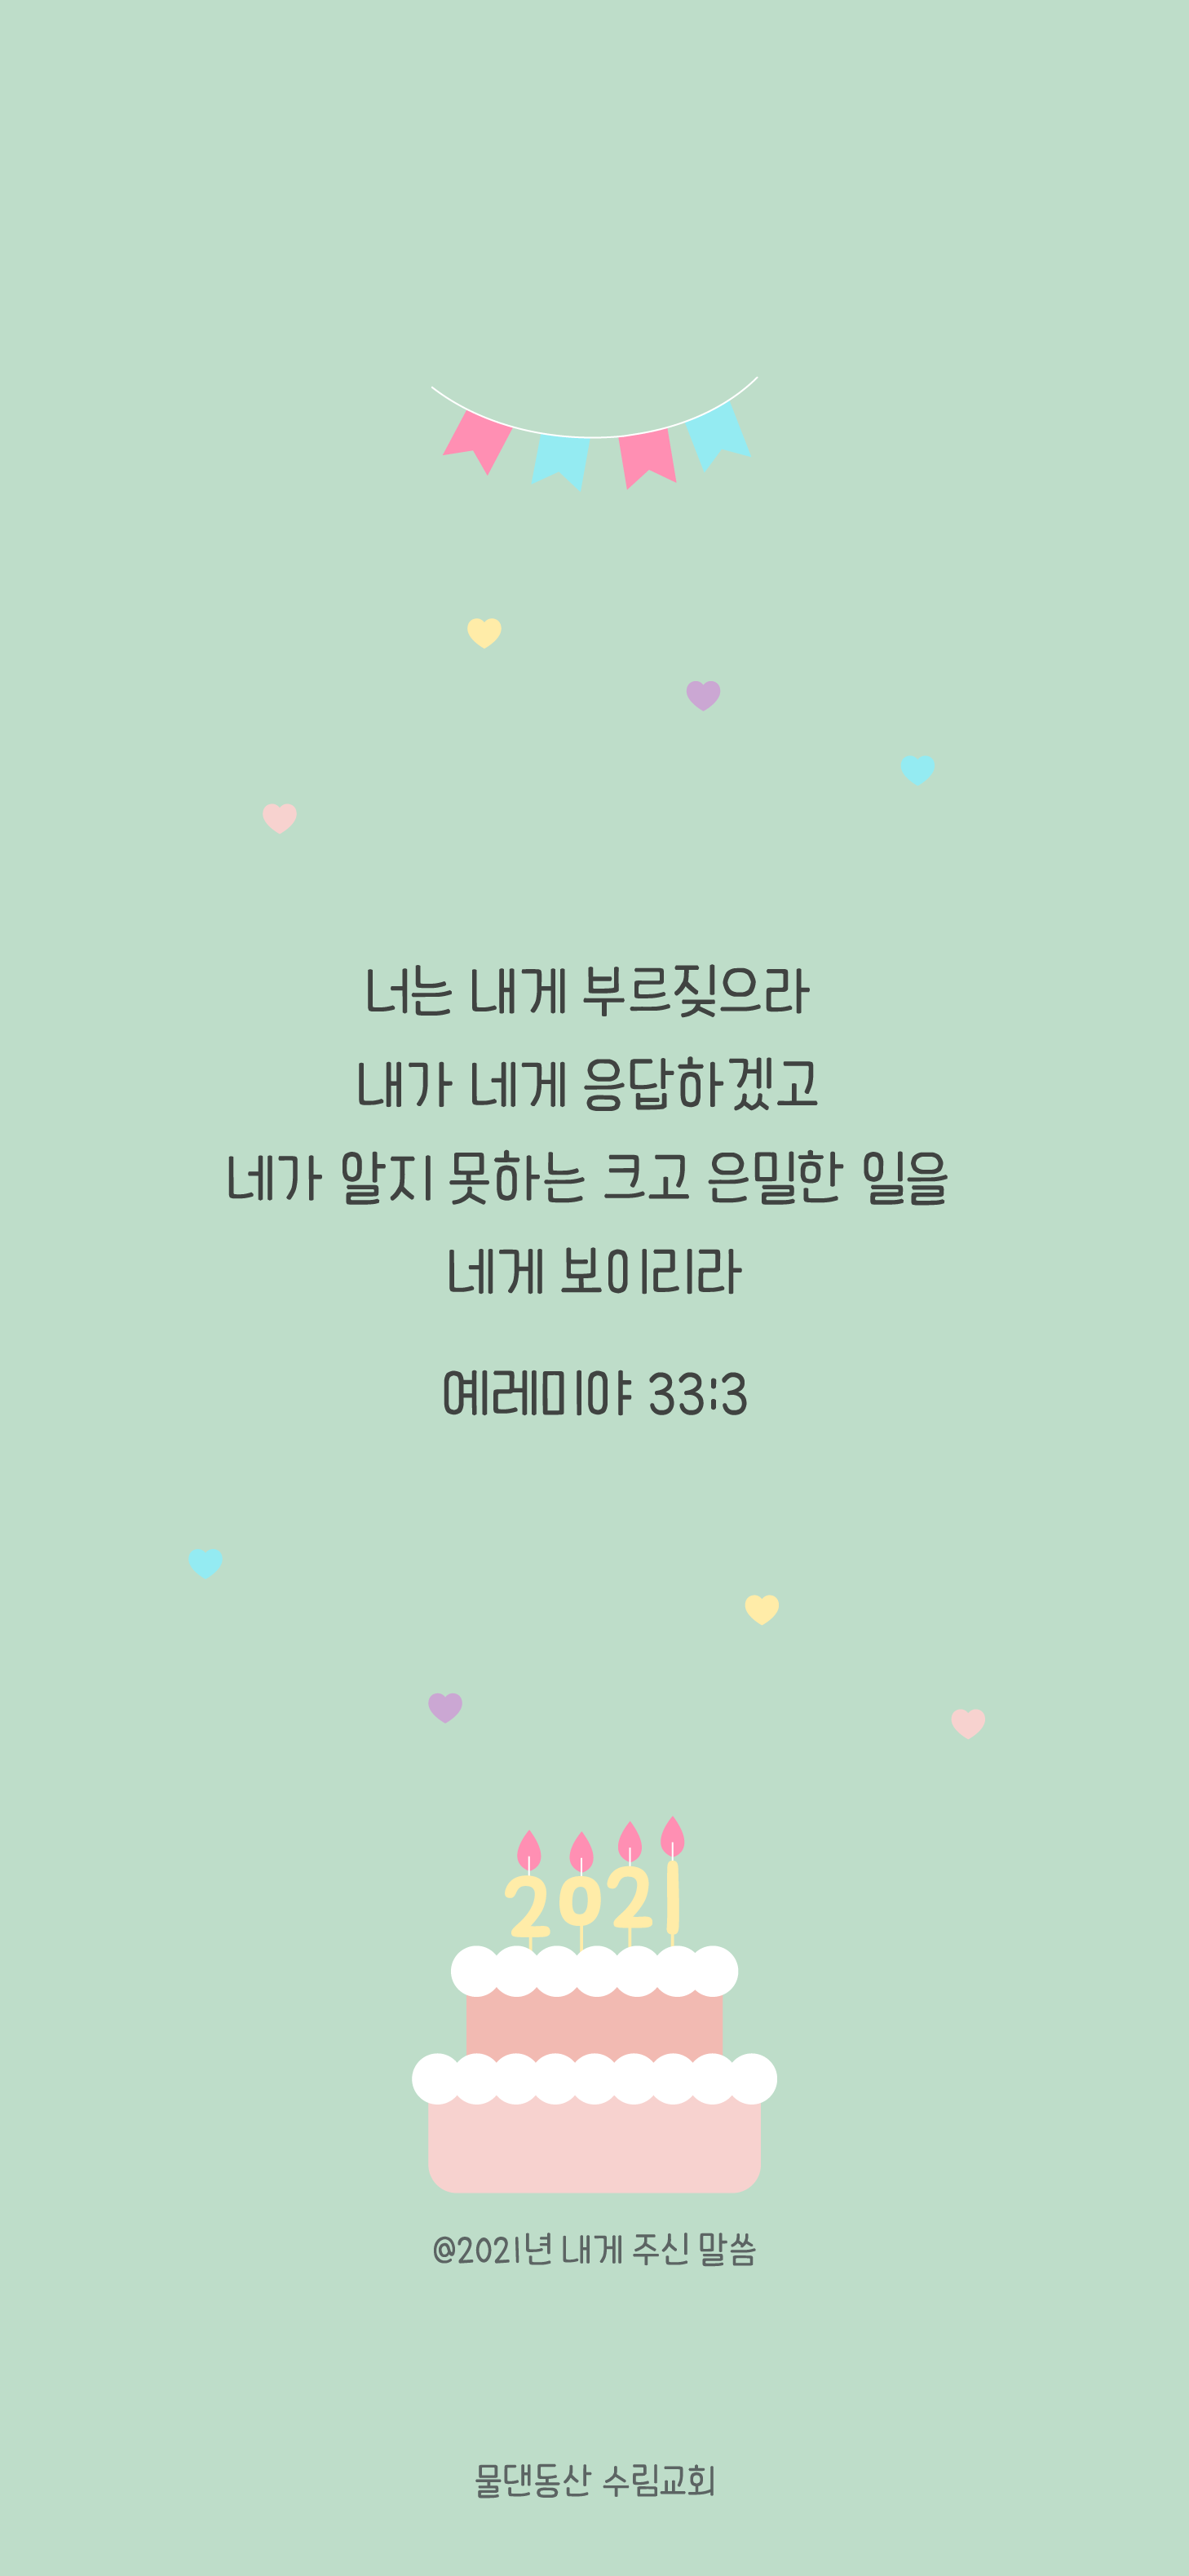 너는 내게 부르짖으라
내가 네게 응답하겠고
네가 알지 못하는 크고 은밀한 일을
네게 보이리라
예레미야 33:3
2021
@2021년 내게 주신 말씀
물댄동산 수림교회